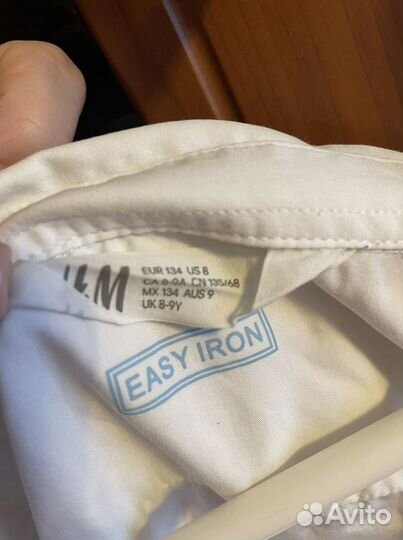 H&M
EUR 134 US 8
CA 8-9A CN 135/68
MX 134 AUS 9
UK 8-9Y
EASY IRON
Avito